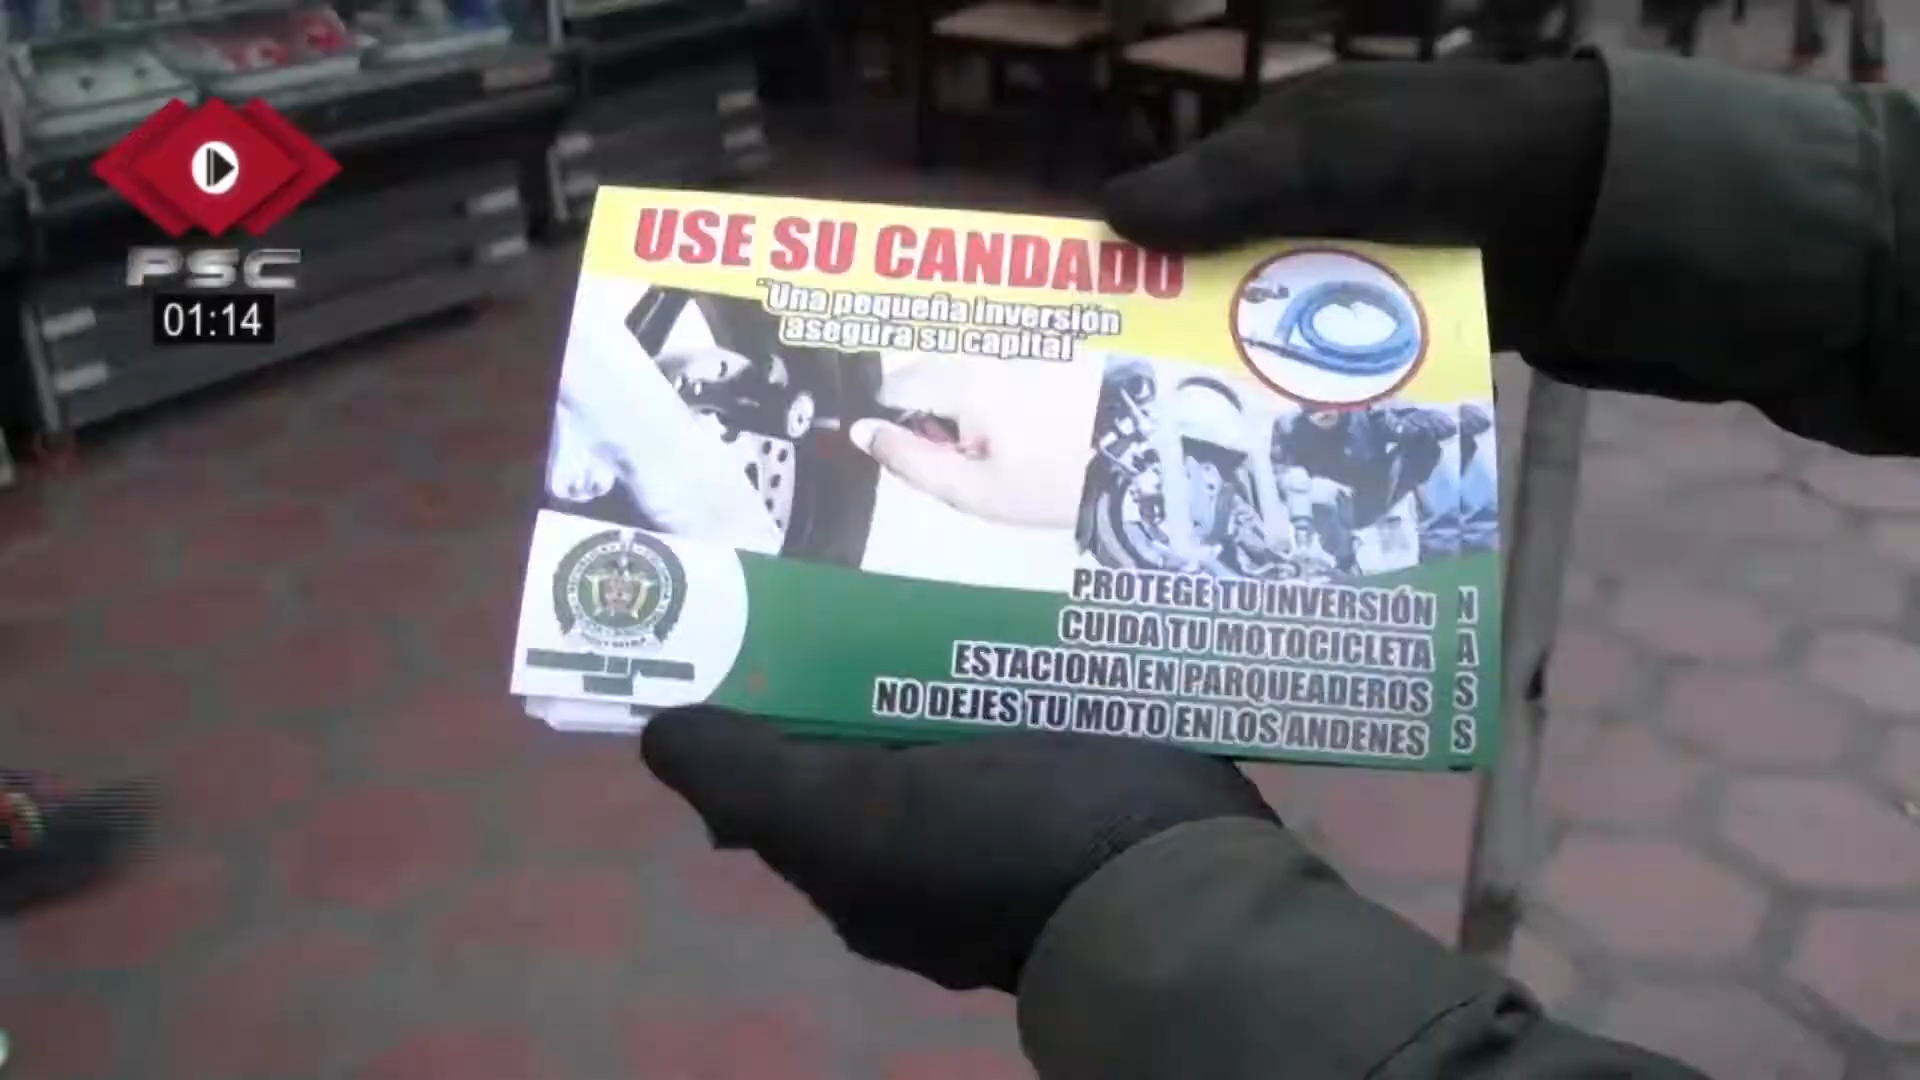 PSC
01:14
USE SU CANDADO
"Una pequeña inversión
asegura su capital"
PROTEGE TU INVERSIÓN N
CUIDA TU MOTOCICLETA A
ESTACIONA EN PARQUEADEROS S
NO DEJES TU MOTO EN LOS ANDENES S